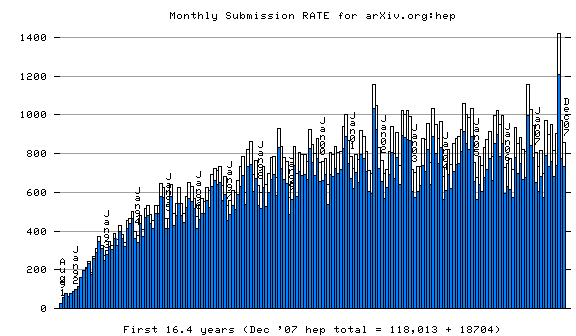 Monthly Submission RATE for arXiv.org:hep
1400
1200
1000
800
600
400
200
0
Aug91
Jan92
Jan93
Jan94
Jan95
Jan96
Jan97
Jan98
Jan99
Jan00
Jan01
Jan02
Jan03
Jan05
Jan06
Jan07
Dec07
First 16.4 years (Dec '07 hep total = 118,013 + 18704)